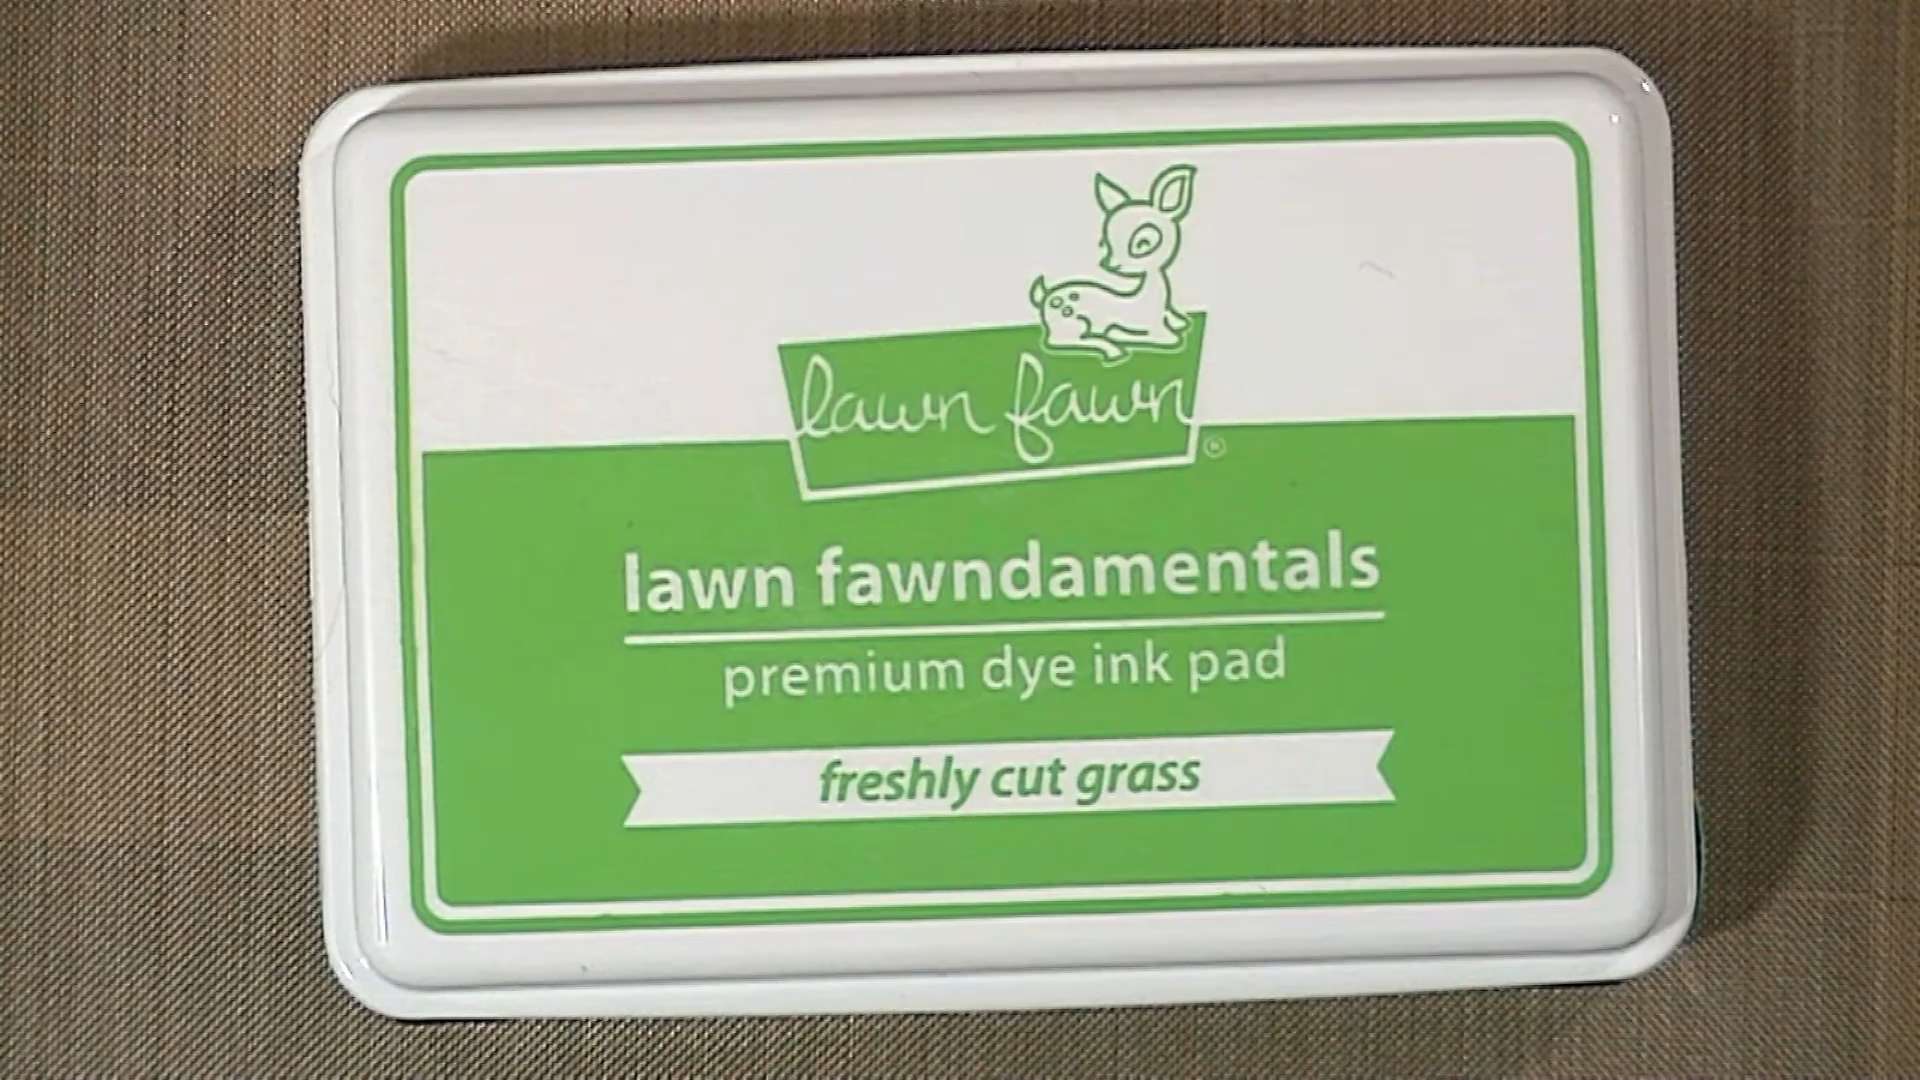 lawn fawn®
lawn fawndamentals
premium dye ink pad
freshly cut grass